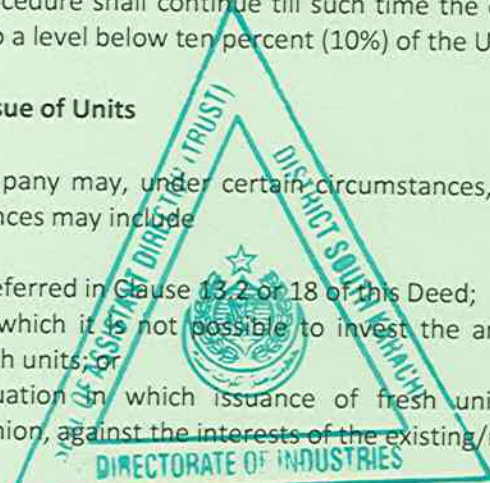 cedure shall continue till such time the
o a level below ten percent (10%) of the U
sue of Units
pany may, under certain circumstances,
nces may include
eferred in Clause 13.2 or 18 of this Deed;
which it is not possible to invest the
h units; or
uation in which issuance of fresh uni
nion, against the interests of the existing/
OF ASSISTANT DIRECTOR (TRUST)
DISTRICT SOUTH KARACHI
DIRECTORATE OF INDUSTRIES